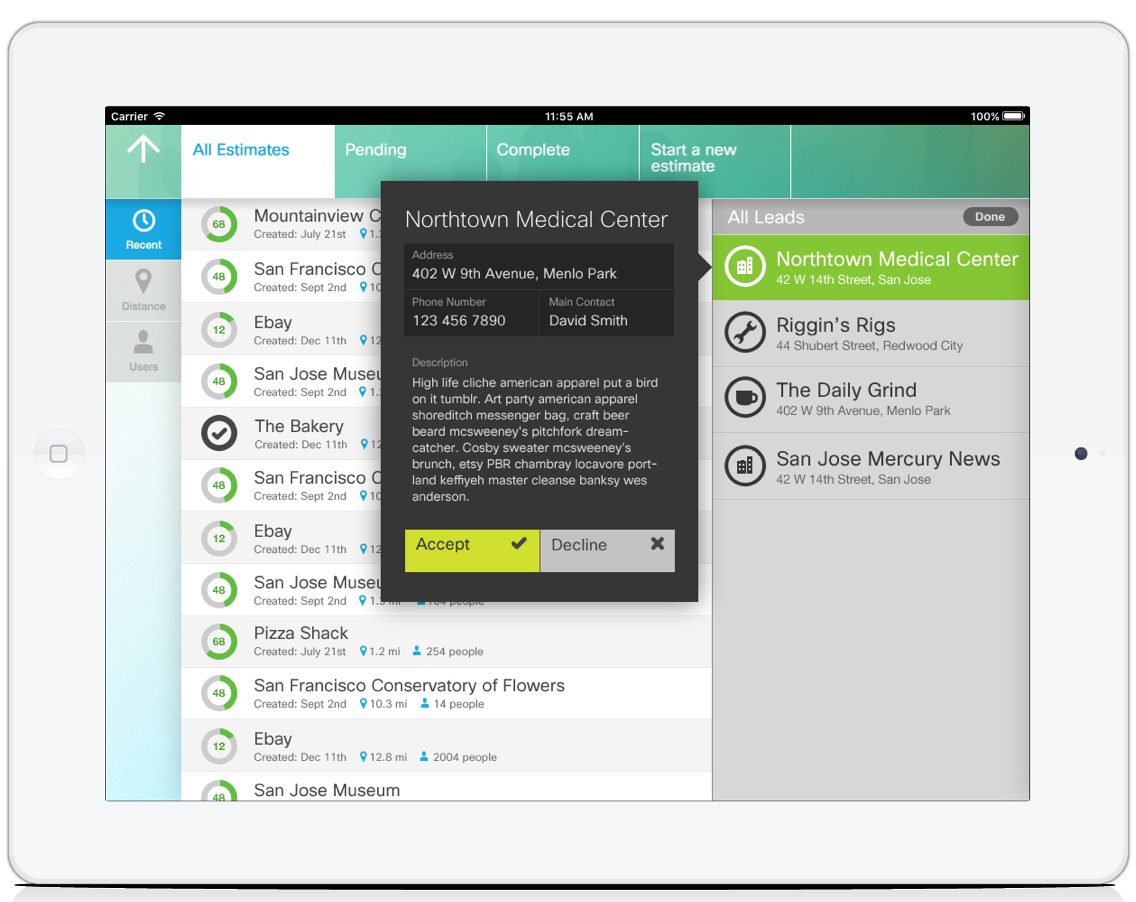 Carrier
11:55 AM
100%
All Estimates
Pending
Complete
Start a new
estimate
Recent
Distance
Users
68
Mountainview C
Created: July 21st
48
San Francisco C
Created: Sept 2nd
10
12
Ebay
Created: Dec 11th
12
48
San Jose Museu
Created: Sept 2nd
1.
The Bakery
Created: Dec 11th
12
48
San Francisco C
Created: Sept 2nd
10
12
Ebay
Created: Dec 11th
12
48
San Jose Museu
Created: Sept 2nd
68
Pizza Shack
Created: July 21st 1.2 mi 254 people
48
San Francisco Conservatory of Flowers
Created: Sept 2nd 10.3 mi 14 people
12
Ebay
Created: Dec 11th 12.8 mi 2004 people
48
San Jose Museum
Northtown Medical Center
Address
402 W 9th Avenue, Menlo Park
Phone Number
123 456 7890
Main Contact
David Smith
Description
High life cliche american apparel put a bird
on it tumblr. Art party american apparel
shoreditch messenger bag, craft beer
beard mcsweeney's pitchfork dream-
catcher. Cosby sweater mcsweeney's
brunch, etsy PBR chambray locavore port-
land keffiyeh master cleanse banksy wes
anderson.
Accept
Decline
All Leads
Done
Northtown Medical Center
42 W 14th Street, San Jose
Riggin's Rigs
44 Shubert Street, Redwood City
The Daily Grind
402 W 9th Avenue, Menlo Park
San Jose Mercury News
42 W 14th Street, San Jose